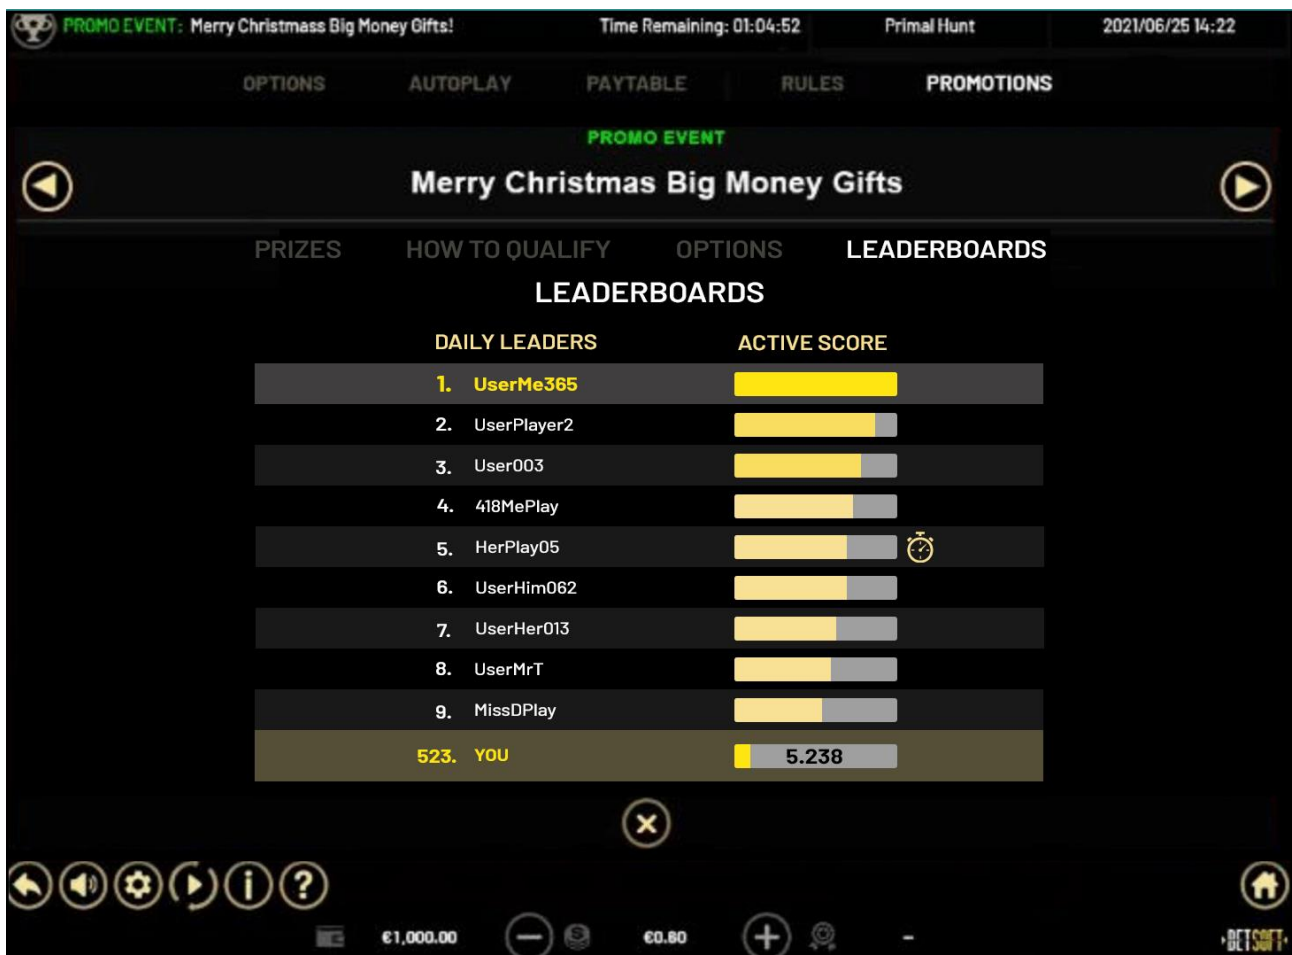 PROMO EVENT: Merry Christmass Big Money Gifts! Time Remaining: 01:04:52 Primal Hunt 2021/06/25 14:22
OPTIONS AUTOPLAY PAYTABLE RULES PROMOTIONS
PROMO EVENT
Merry Christmas Big Money Gifts
PRIZES HOW TO QUALIFY OPTIONS LEADERBOARDS
LEADERBOARDS
DAILY LEADERS ACTIVE SCORE
1. UserMe365
2. UserPlayer2
3. User003
4. 418MePlay
5. HerPlay05
6. UserHim062
7. UserHer013
8. UserMrT
9. MissDPlay
523. YOU 5.238
€1,000.00 €0.60 –
BETSOFT